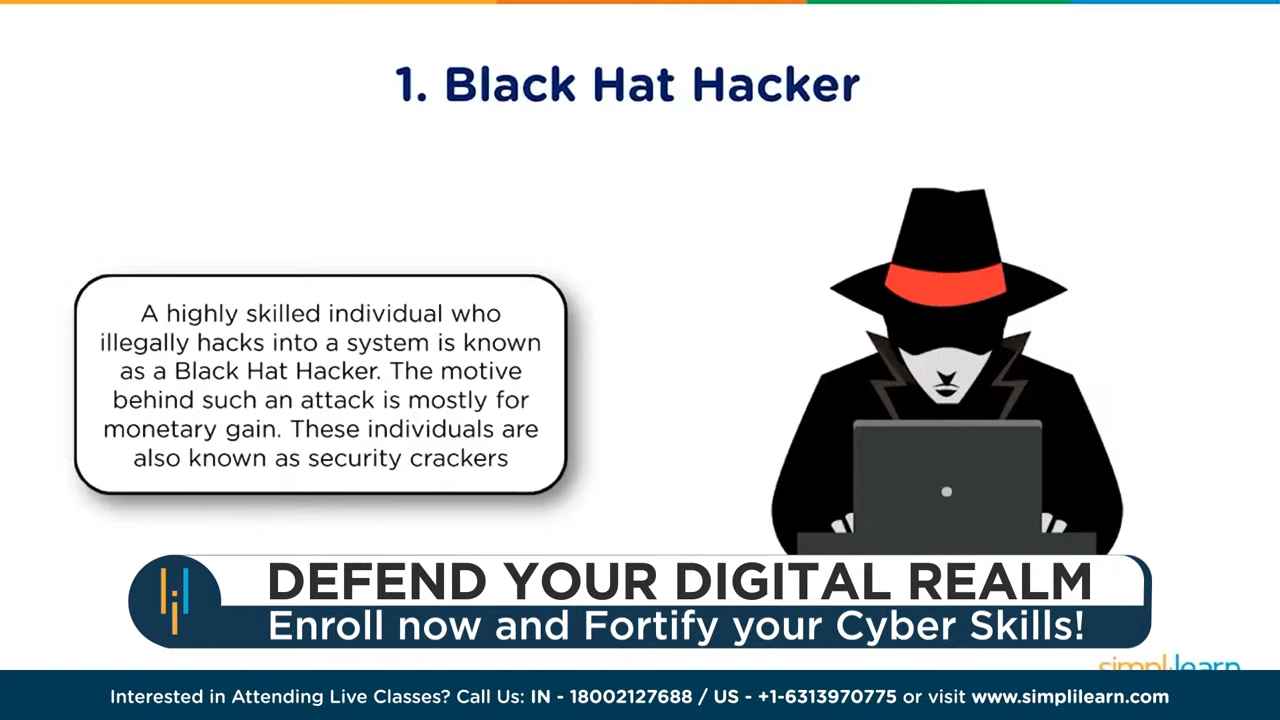 1. Black Hat Hacker
A highly skilled individual who
illegally hacks into a system is known
as a Black Hat Hacker. The motive
behind such an attack is mostly for
monetary gain. These individuals are
also known as security crackers
DEFEND YOUR DIGITAL REALM
Enroll now and Fortify your Cyber Skills!
simplilearn
Interested in Attending Live Classes? Call Us: IN - 18002127688 / US - +1-6313970775 or visit www.simplilearn.com